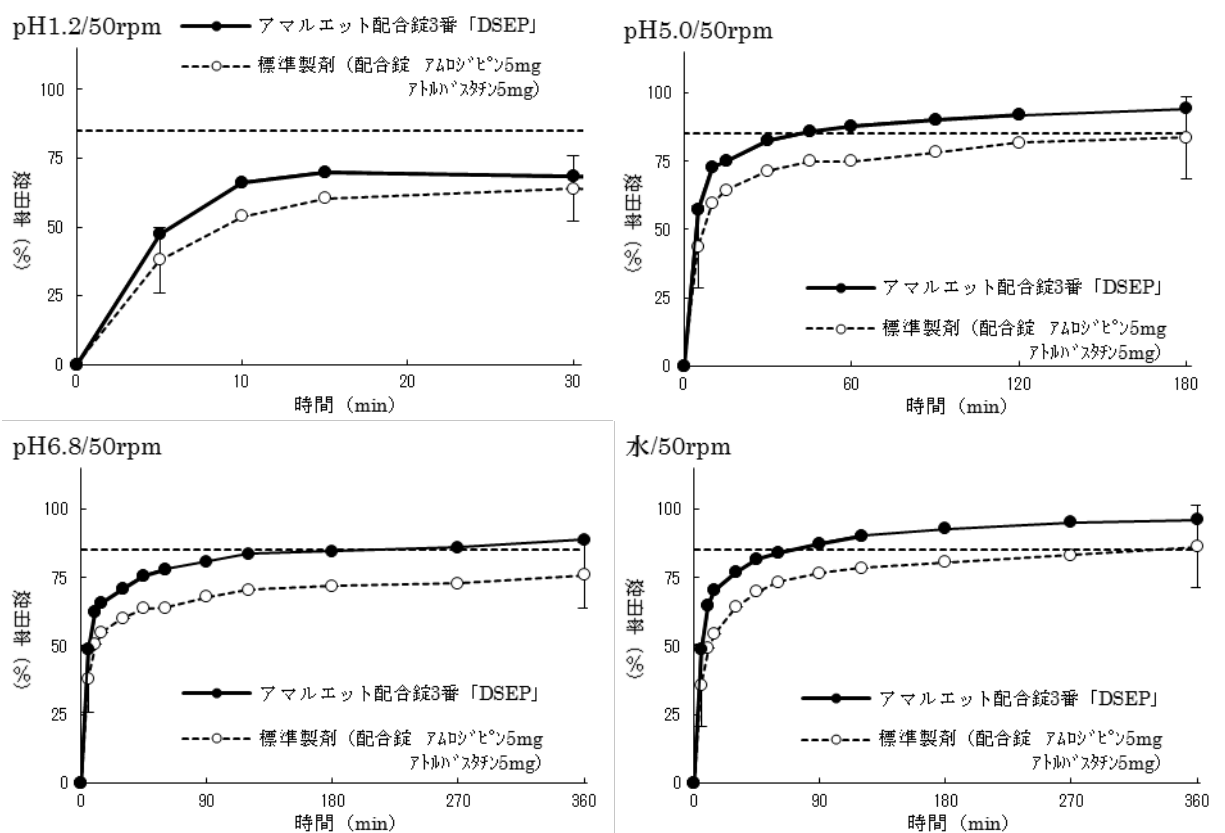 pH1.2/50rpm
アマルエット配合錠3番「DSEP」
標準製剤（配合錠 ｱﾑﾛｼﾞﾋﾟﾝ5mg
ｱﾄﾙﾊﾞｽﾀﾁﾝ5mg)
100
75
50
25
0
溶出率 (%)
0
10
20
30
時間 (min)
pH5.0/50rpm
100
75
50
25
0
溶出率 (%)
アマルエット配合錠3番「DSEP」
標準製剤（配合錠 ｱﾑﾛｼﾞﾋﾟﾝ5mg
ｱﾄﾙﾊﾞｽﾀﾁﾝ5mg)
0
60
120
180
時間 (min)
pH6.8/50rpm
100
75
50
25
0
溶出率 (%)
アマルエット配合錠3番「DSEP」
標準製剤（配合錠 ｱﾑﾛｼﾞﾋﾟﾝ5mg
ｱﾄﾙﾊﾞｽﾀﾁﾝ5mg)
0
90
180
270
360
時間 (min)
水/50rpm
100
75
50
25
0
溶出率 (%)
アマルエット配合錠3番「DSEP」
標準製剤（配合錠 ｱﾑﾛｼﾞﾋﾟﾝ5mg
ｱﾄﾙﾊﾞｽﾀﾁﾝ5mg)
0
90
180
270
360
時間 (min)